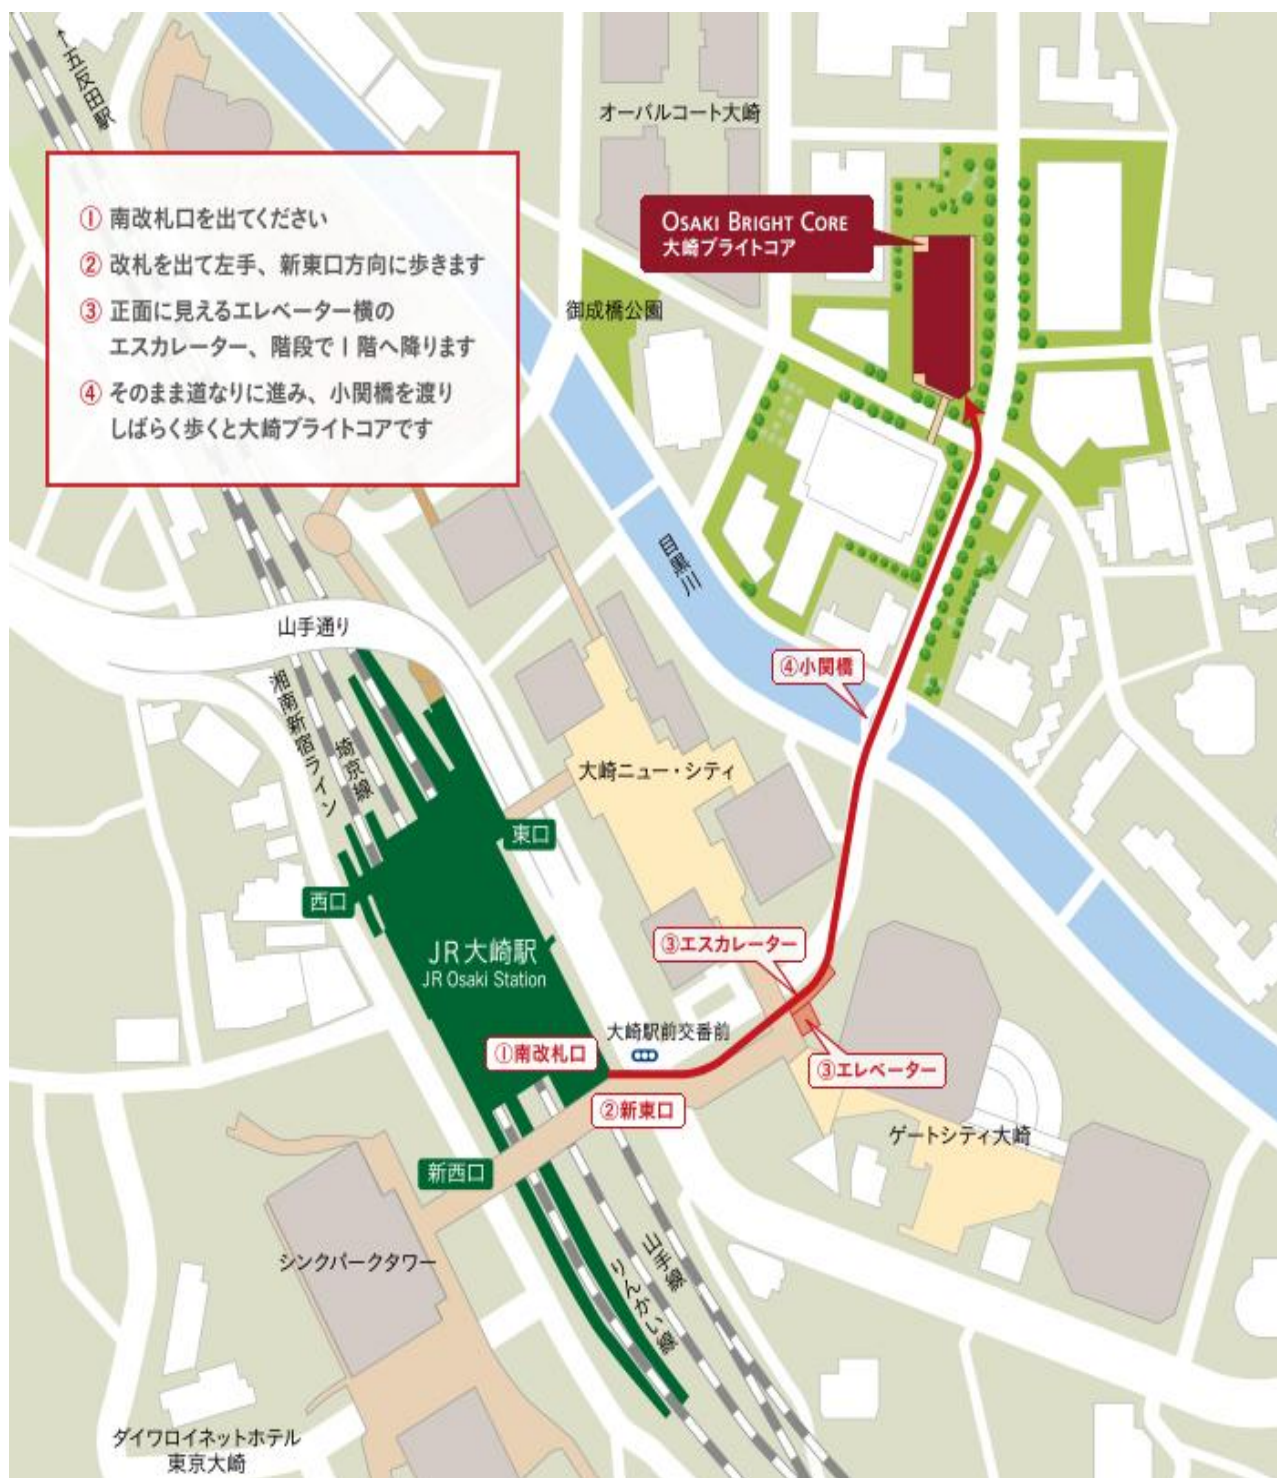 ←五反田駅
オーバルコート大崎
① 南改札口を出てください
② 改札を出て左手、新東口方向に歩きます
③ 正面に見えるエレベーター横の
エスカレーター、階段で1階へ降ります
④ そのまま道なりに進み、小関橋を渡り
しばらく歩くと大崎ブライトコアです
OSAKI BRIGHT CORE
大崎ブライトコア
御成橋公園
目黒川
山手通り
④小関橋
湘南新宿ライン
埼京線
大崎ニュー・シティ
東口
西口
JR大崎駅
JR Osaki Station
③エスカレーター
大崎駅前交番前
①南改札口
③エレベーター
②新東口
ゲートシティ大崎
新西口
シンクパークタワー
山手線
りんかい線
ダイワロイネットホテル
東京大崎